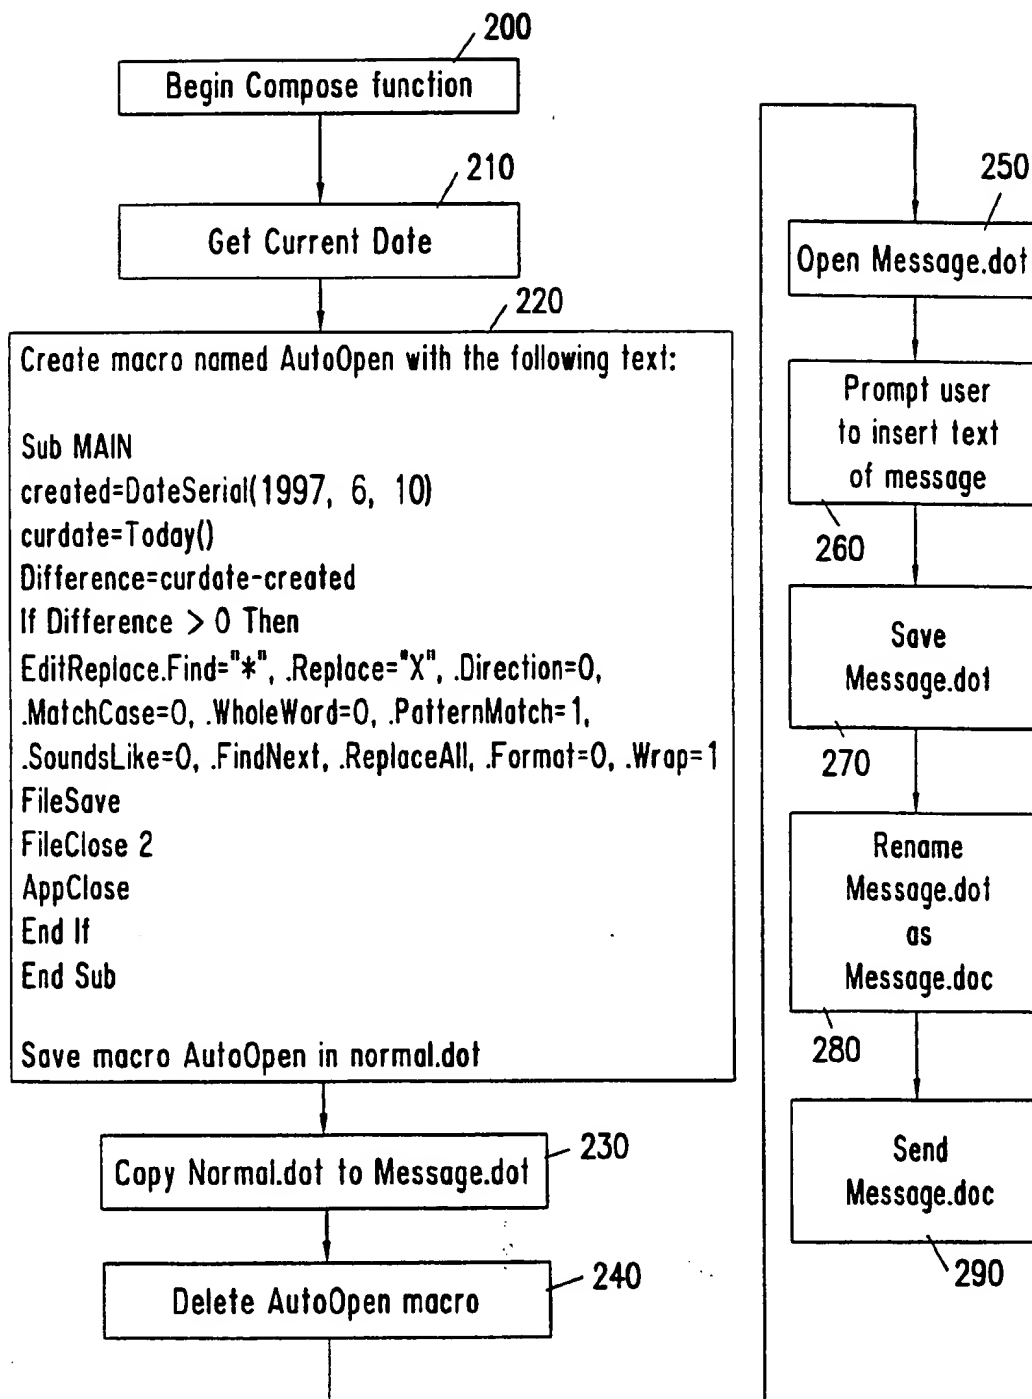 200
Begin Compose function
210
Get Current Date
220
Create macro named AutoOpen with the following text:
Sub MAIN
created=DateSerial(1997, 6, 10)
curdate=Today()
Difference=curdate-created
If Difference > 0 Then
EditReplace.Find="*", .Replace="X", .Direction=0,
.MatchCase=0, .WholeWord=0, .PatternMatch=1,
.SoundsLike=0, .FindNext, .ReplaceAll, .Format=0, .Wrap=1
FileSave
FileClose 2
AppClose
End If
End Sub
Save macro AutoOpen in normal.dot
Copy Normal.dot to Message.dot
230
Delete AutoOpen macro
240
250
Open Message.dot
Prompt user
to insert text
of message
260
Save
Message.dot
270
Rename
Message.dot
as
Message.doc
280
Send
Message.doc
290